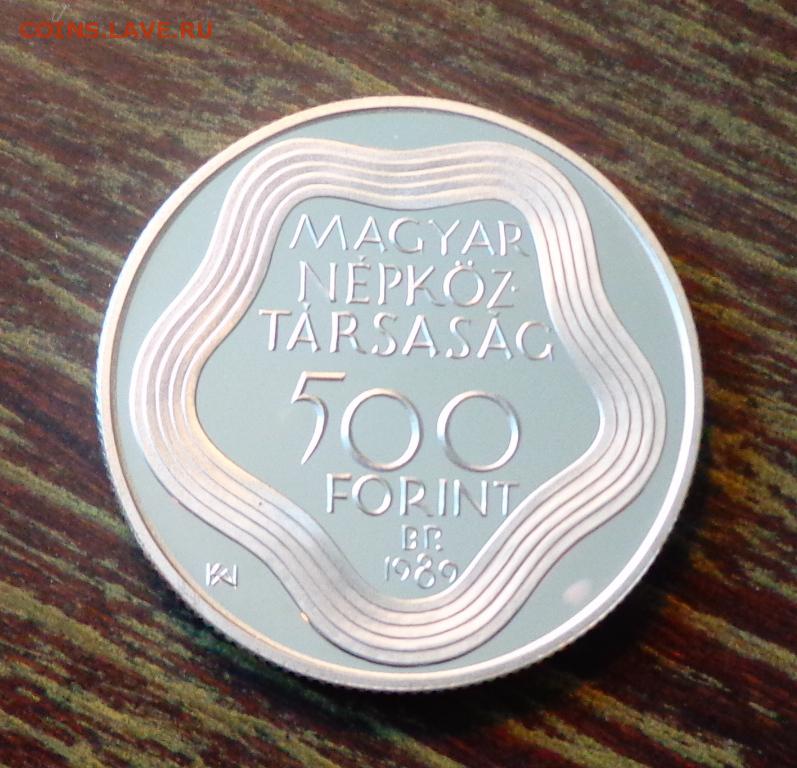 COINS.LAVE.RU
MAGYAR
NÉPKÖZ-
TÁRSASÁG
500
FORINT
BP.
1989